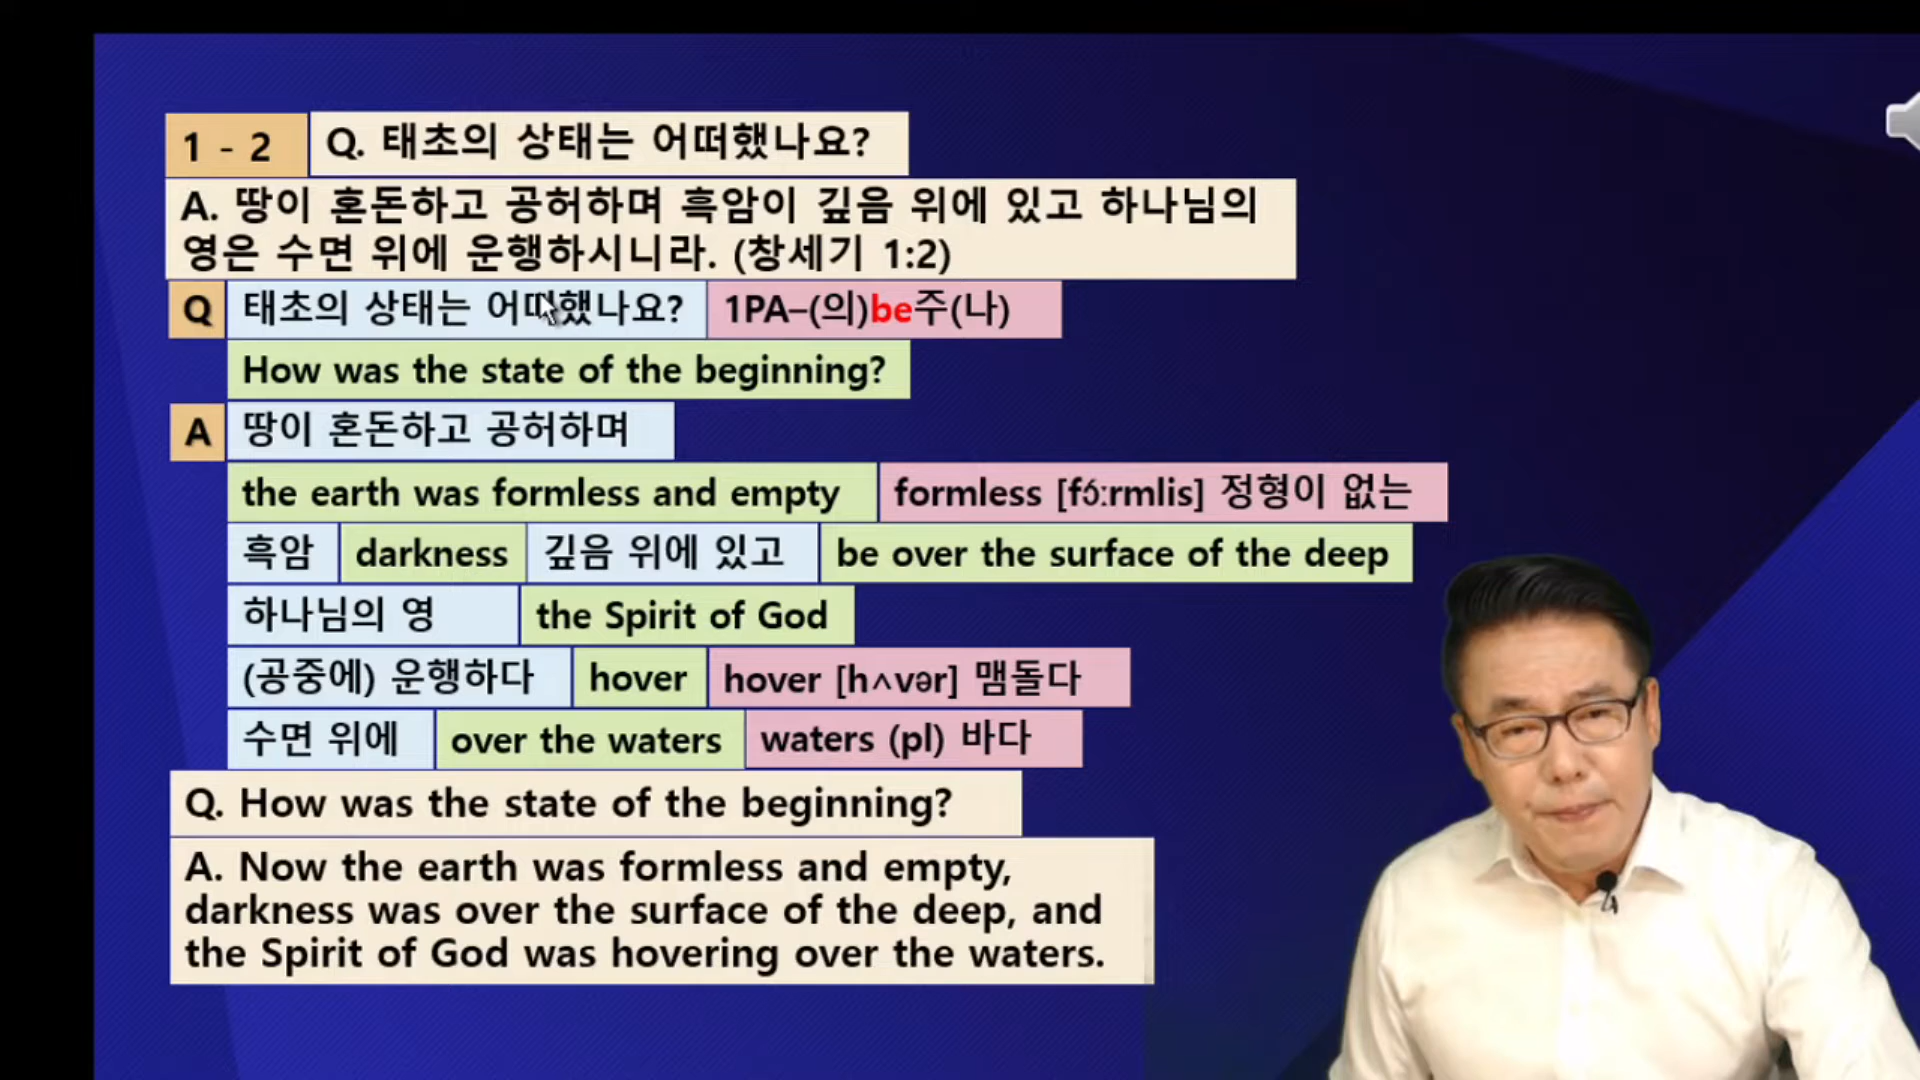 1 - 2 Q. 태초의 상태는 어떠했나요?
A. 땅이 혼돈하고 공허하며 흑암이 깊음 위에 있고 하나님의
영은 수면 위에 운행하시니라. (창세기 1:2)
Q 태초의 상태는 어떠했나요? 1PA–(의)be주(나)
How was the state of the beginning?
A 땅이 혼돈하고 공허하며
the earth was formless and empty formless [fɔ́ːrmlis] 정형이 없는
흑암 darkness 깊음 위에 있고 be over the surface of the deep
하나님의 영 the Spirit of God
(공중에) 운행하다 hover hover [hʌvər] 맴돌다
수면 위에 over the waters waters (pl) 바다
Q. How was the state of the beginning?
A. Now the earth was formless and empty,
darkness was over the surface of the deep, and
the Spirit of God was hovering over the waters.